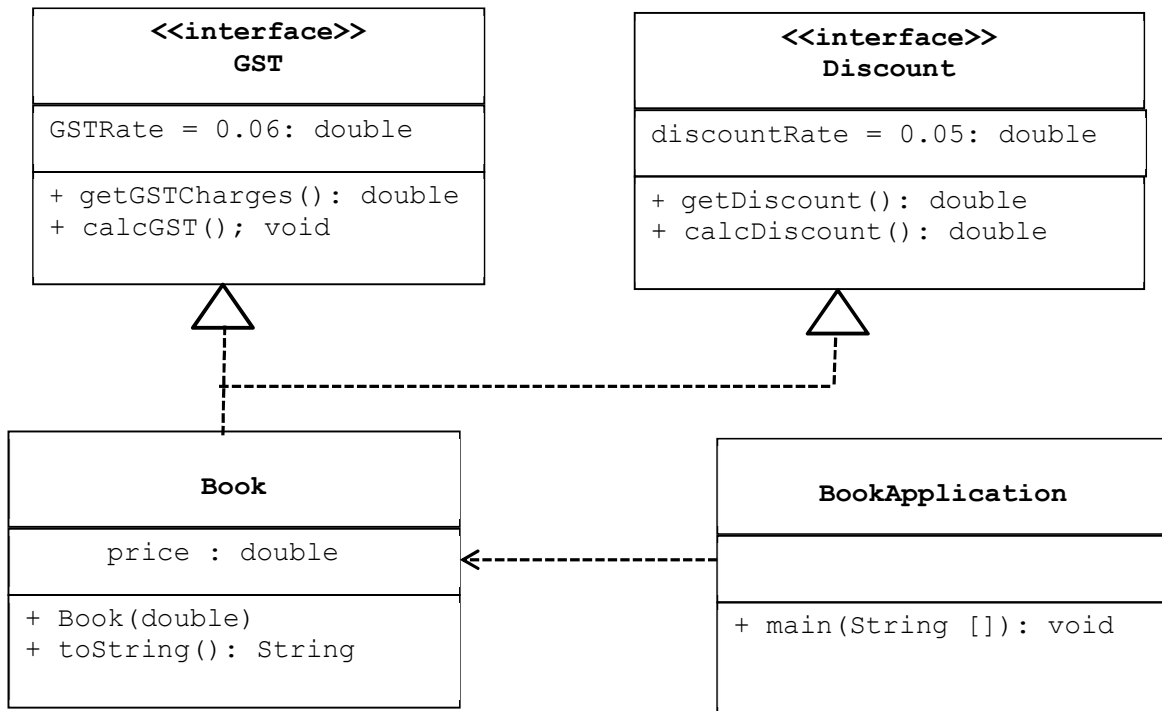 <<interface>>
GST
GSTRate = 0.06: double
+ getGSTCharges(): double
+ calcGST(); void
<<interface>>
Discount
discountRate = 0.05: double
+ getDiscount(): double
+ calcDiscount(): double
Book
price : double
+ Book(double)
+ toString(): String
BookApplication
+ main(String []): void